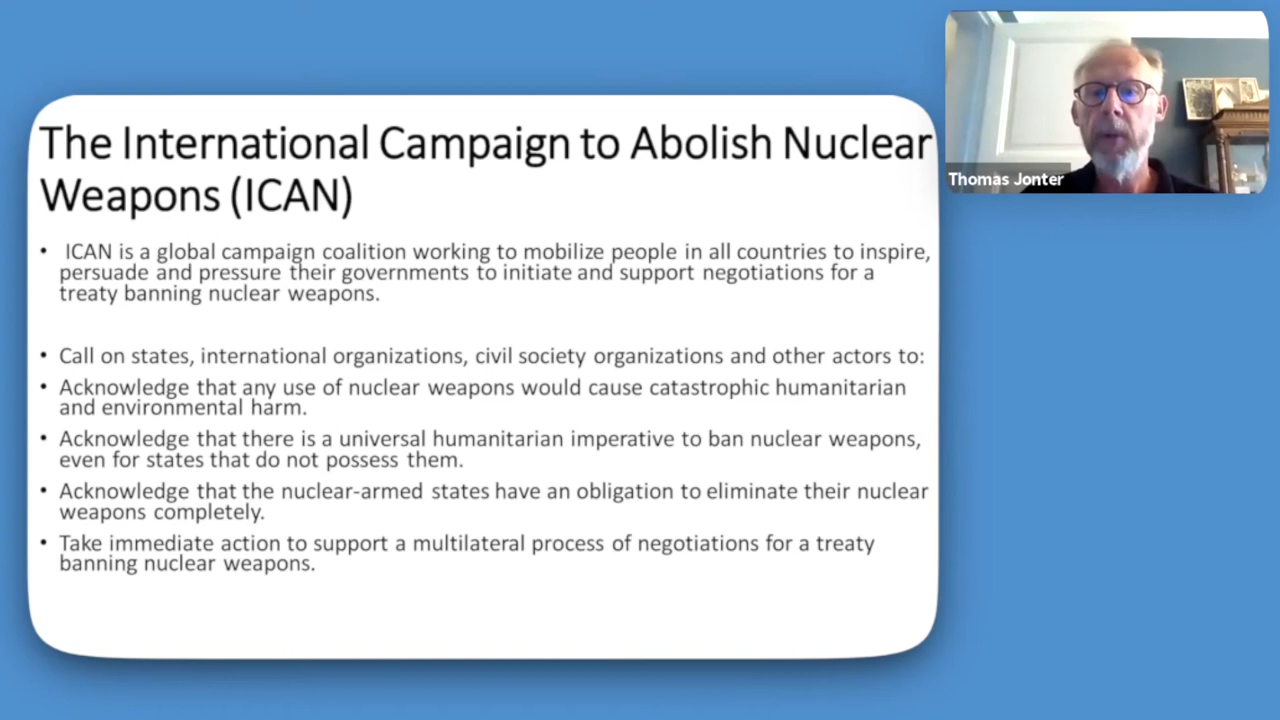 The International Campaign to Abolish Nuclear
Weapons (ICAN)
• ICAN is a global campaign coalition working to mobilize people in all countries to inspire,
persuade and pressure their governments to initiate and support negotiations for a
treaty banning nuclear weapons.
• Call on states, international organizations, civil society organizations and other actors to:
• Acknowledge that any use of nuclear weapons would cause catastrophic humanitarian
and environmental harm.
• Acknowledge that there is a universal humanitarian imperative to ban nuclear weapons,
even for states that do not possess them.
• Acknowledge that the nuclear-armed states have an obligation to eliminate their nuclear
weapons completely.
• Take immediate action to support a multilateral process of negotiations for a treaty
banning nuclear weapons.
Thomas Jonter